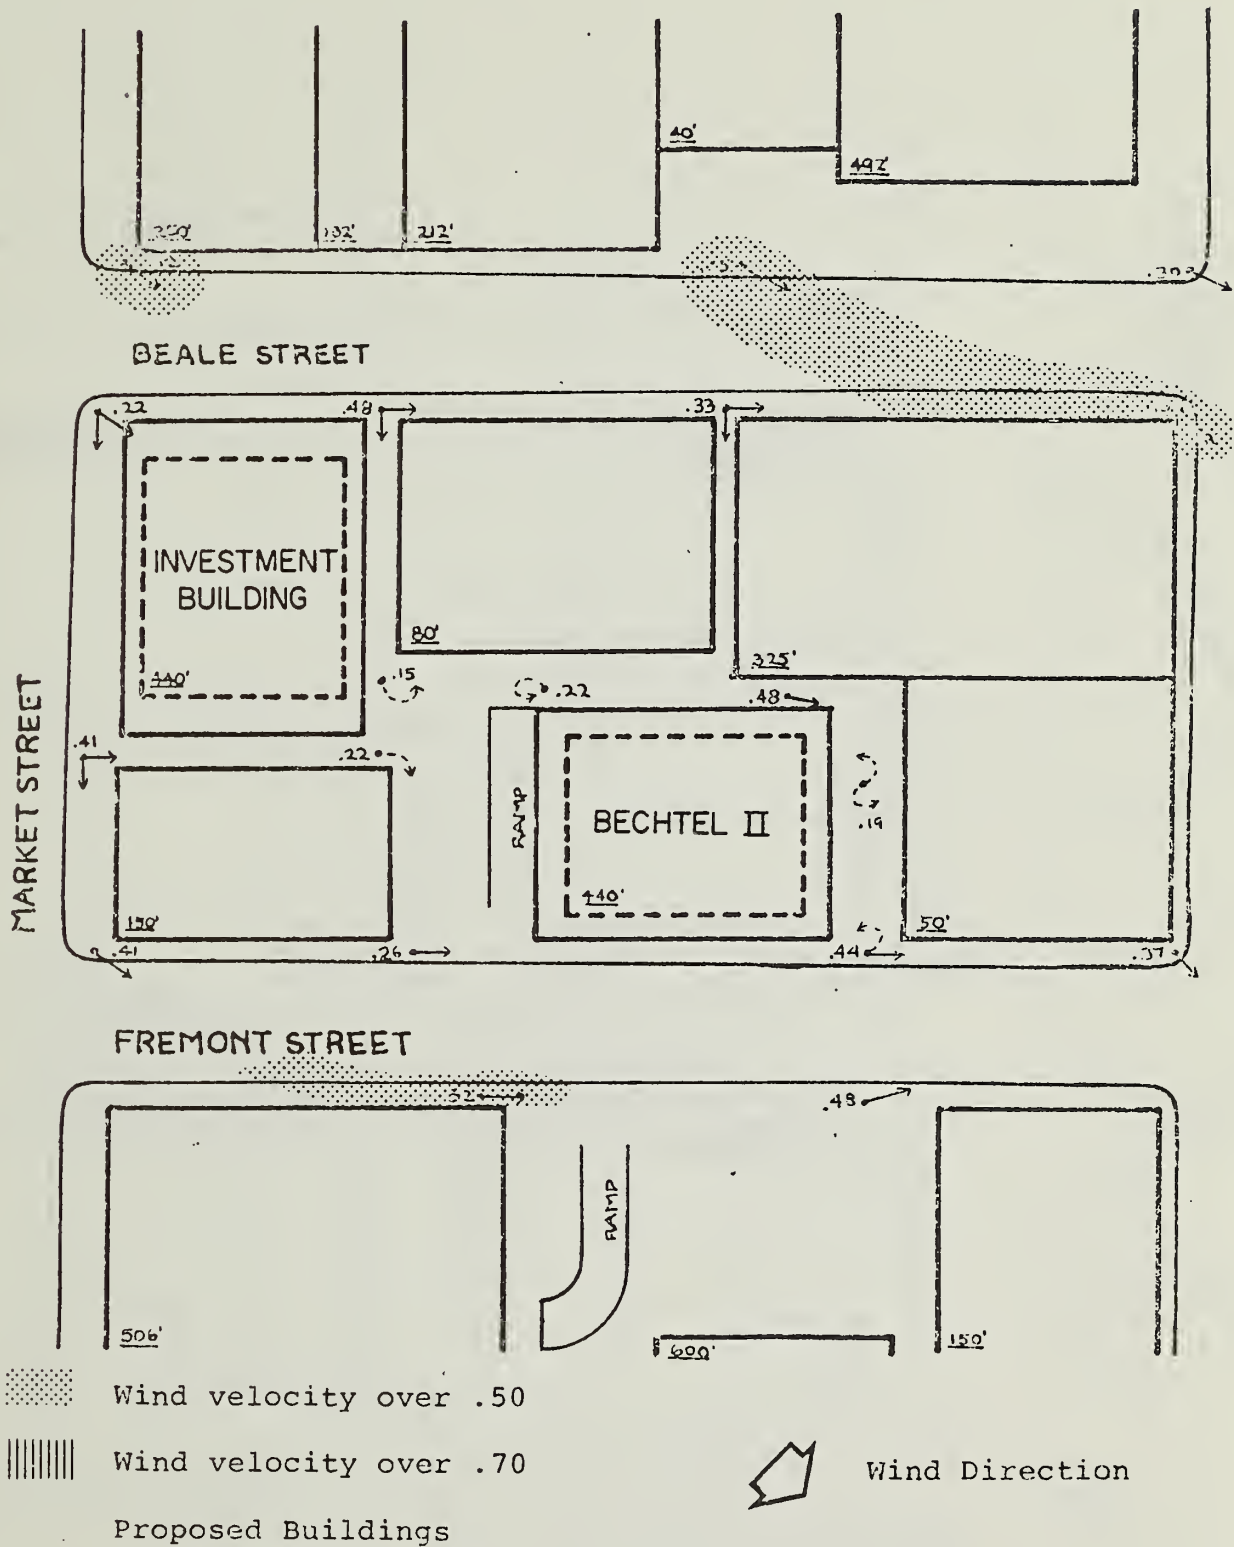 40'
492'
212'
BEALE STREET
.22
.48
.33
INVESTMENT
BUILDING
440'
80'
325'
.15
.22
.48
MARKET STREET
.41
.22
RAMP
BECHTEL II
.19
440'
150'
50'
.41
.26
.44
.37
FREMONT STREET
.52
.48
RAMP
506'
600'
150'
Wind velocity over .50
Wind velocity over .70
Wind Direction
Proposed Buildings